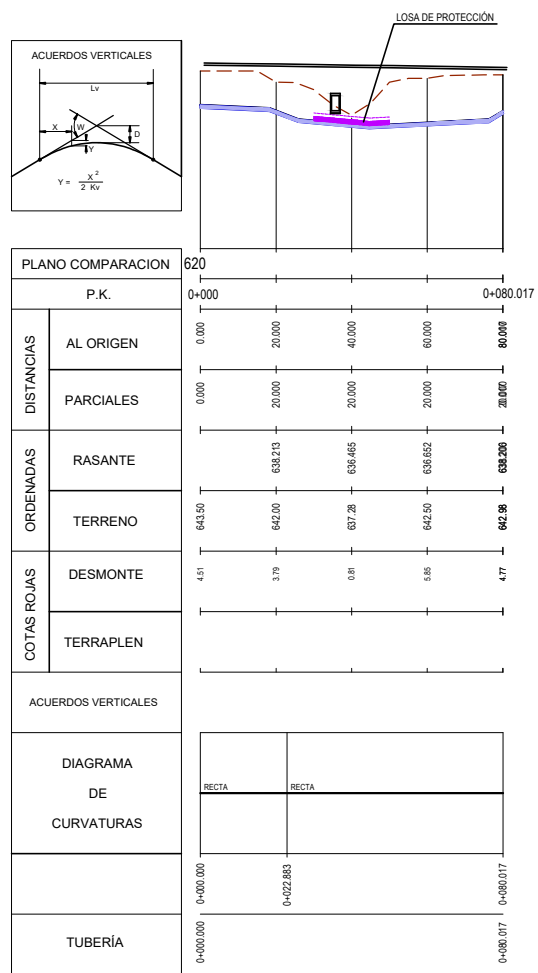 LOSA DE PROTECCIÓN
ACUERDOS VERTICALES
Lv
X
W
D
Y
Y = X 2
2 Kv
PLANO COMPARACION 620
P.K. 0+000 0+080.017
DISTANCIAS
AL ORIGEN 0.000 20.000 40.000 60.000
PARCIALES 0.000 20.000 20.000 20.000
ORDENADAS
RASANTE 638.213 636.465 636.652
TERRENO 643.50 642.00 637.28 642.50
COTAS ROJAS
DESMONTE 4.51 3.79 0.81 5.85 4.77
TERRAPLEN
ACUERDOS VERTICALES
DIAGRAMA
DE
CURVATURAS
RECTA RECTA
0+000.000 0+022.883 0+080.017
TUBERÍA 0+000.000 0+080.017